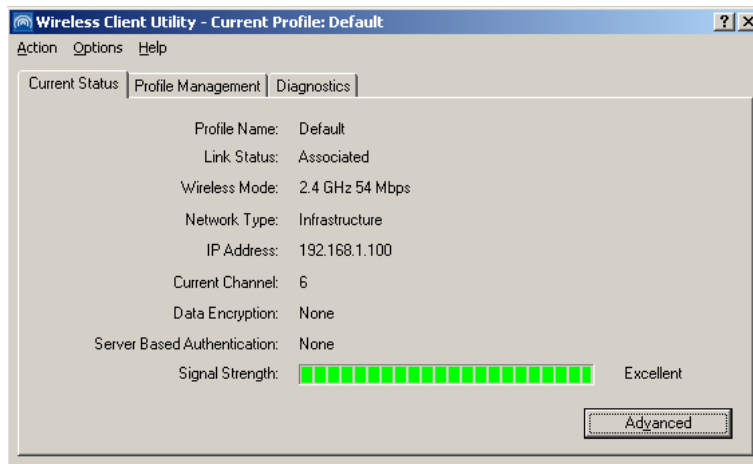 Wireless Client Utility - Current Profile: Default
Action Options Help
Current Status Profile Management Diagnostics
Profile Name: Default
Link Status: Associated
Wireless Mode: 2.4 GHz 54 Mbps
Network Type: Infrastructure
IP Address: 192.168.1.100
Current Channel: 6
Data Encryption: None
Server Based Authentication: None
Signal Strength: Excellent
Advanced